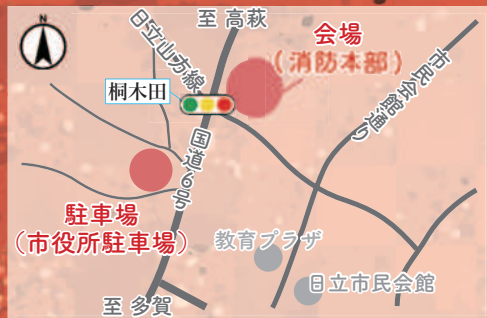 N
至 高萩
日立山方線
会場
(消防本部)
市民会館通り
桐木田
国道6号
駐車場
(市役所駐車場)
教育プラザ
日立市民会館
至 多賀